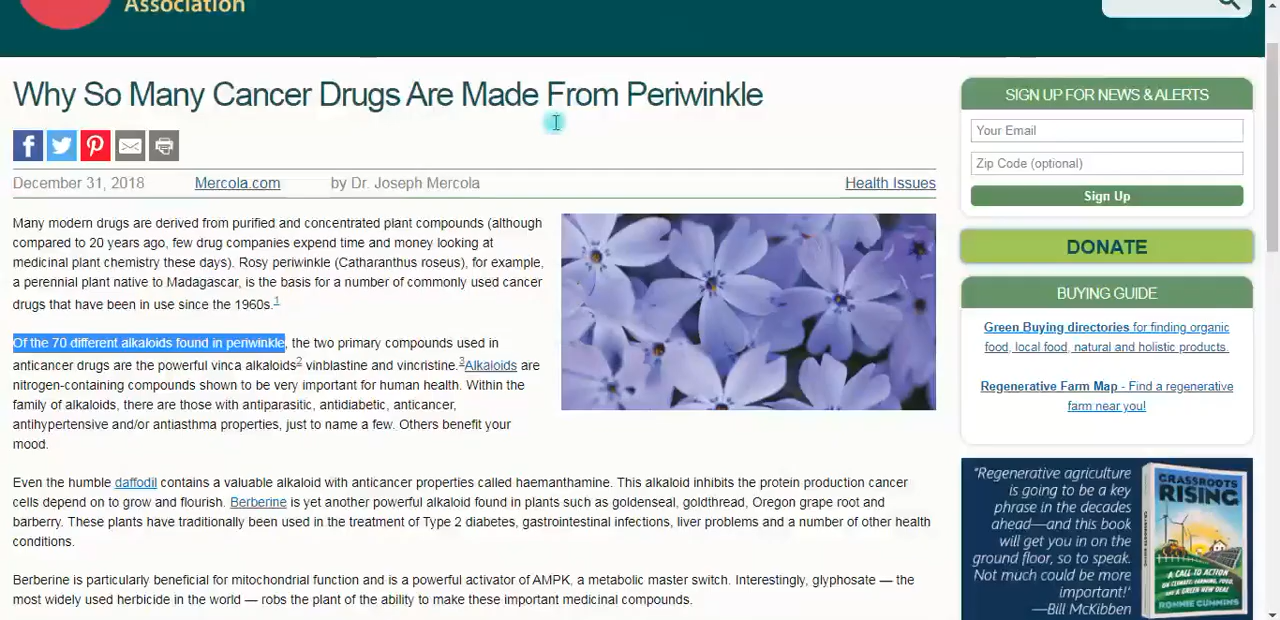 Association
Why So Many Cancer Drugs Are Made From Periwinkle
December 31, 2018 Mercola.com by Dr. Joseph Mercola Health Issues
Many modern drugs are derived from purified and concentrated plant compounds (although
compared to 20 years ago, few drug companies expend time and money looking at
medicinal plant chemistry these days). Rosy periwinkle (Catharanthus roseus), for example,
a perennial plant native to Madagascar, is the basis for a number of commonly used cancer
drugs that have been in use since the 1960s.1
Of the 70 different alkaloids found in periwinkle, the two primary compounds used in
anticancer drugs are the powerful vinca alkaloids2 vinblastine and vincristine.3Alkaloids are
nitrogen-containing compounds shown to be very important for human health. Within the
family of alkaloids, there are those with antiparasitic, antidiabetic, anticancer,
antihypertensive and/or antiasthma properties, just to name a few. Others benefit your
mood.
Even the humble daffodil contains a valuable alkaloid with anticancer properties called haemanthamine. This alkaloid inhibits the protein production cancer
cells depend on to grow and flourish. Berberine is yet another powerful alkaloid found in plants such as goldenseal, goldthread, Oregon grape root and
barberry. These plants have traditionally been used in the treatment of Type 2 diabetes, gastrointestinal infections, liver problems and a number of other health
conditions.
Berberine is particularly beneficial for mitochondrial function and is a powerful activator of AMPK, a metabolic master switch. Interestingly, glyphosate — the
most widely used herbicide in the world — robs the plant of the ability to make these important medicinal compounds.
SIGN UP FOR NEWS & ALERTS
Your Email
Zip Code (optional)
Sign Up
DONATE
BUYING GUIDE
Green Buying directories for finding organic
food, local food, natural and holistic products.
Regenerative Farm Map - Find a regenerative
farm near you!
"Regenerative agriculture
is going to be a key
phrase in the decades
ahead—and this book
will get you in on the
ground floor, so to speak.
Not much could be more
important!"
—Bill McKibben
GRASSROOTS
RISING
A CALL TO ACTION
ON CLIMATE, FARMING, FOOD,
AND A GREEN NEW DEAL
RONNIE CUMMINS